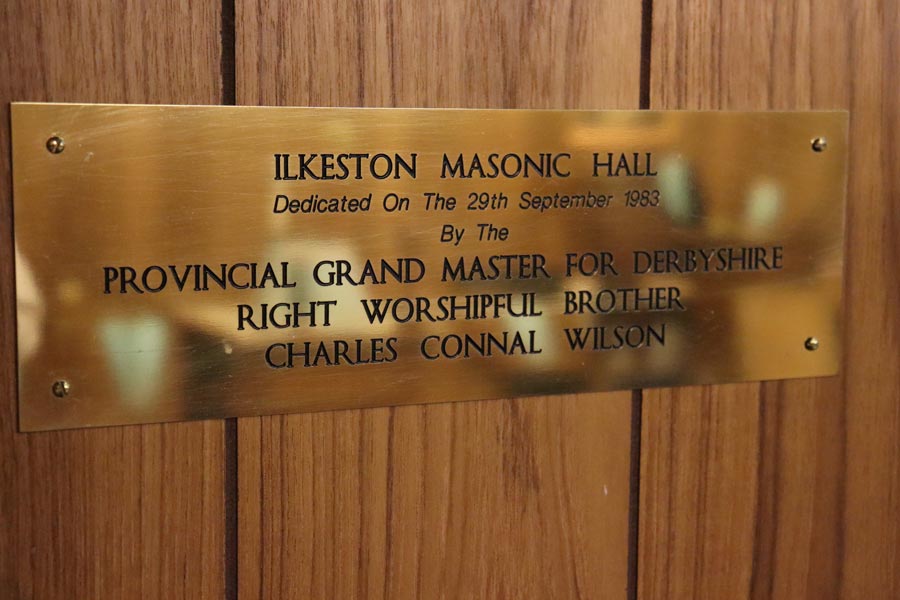 ILKESTON MASONIC HALL
Dedicated On The 29th September 1983
By The
PROVINCIAL GRAND MASTER FOR DERBYSHIRE
RIGHT WORSHIPFUL BROTHER
CHARLES CONNAL WILSON